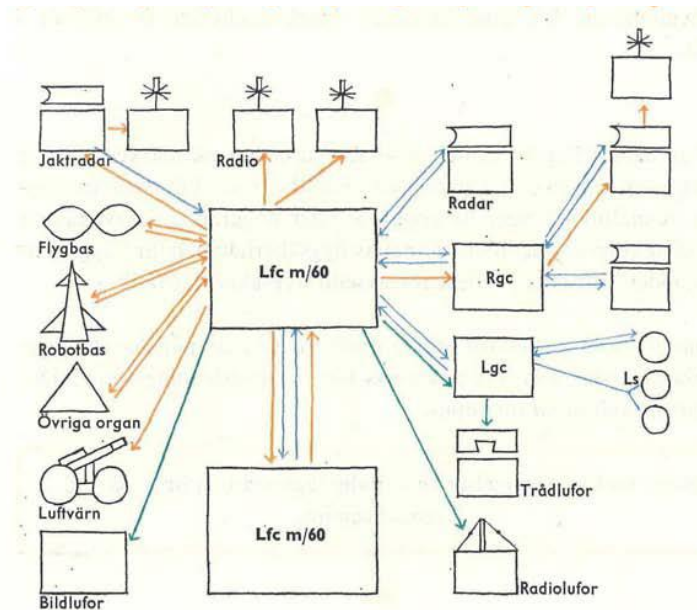 Jaktradar
Radio
Radar
Flygbas
Lfc m/60
Rgc
Robotbas
Lgc
Ls
Övriga organ
Trådlufor
Luftvärn
Lfc m/60
Bildlufor
Radiolufor